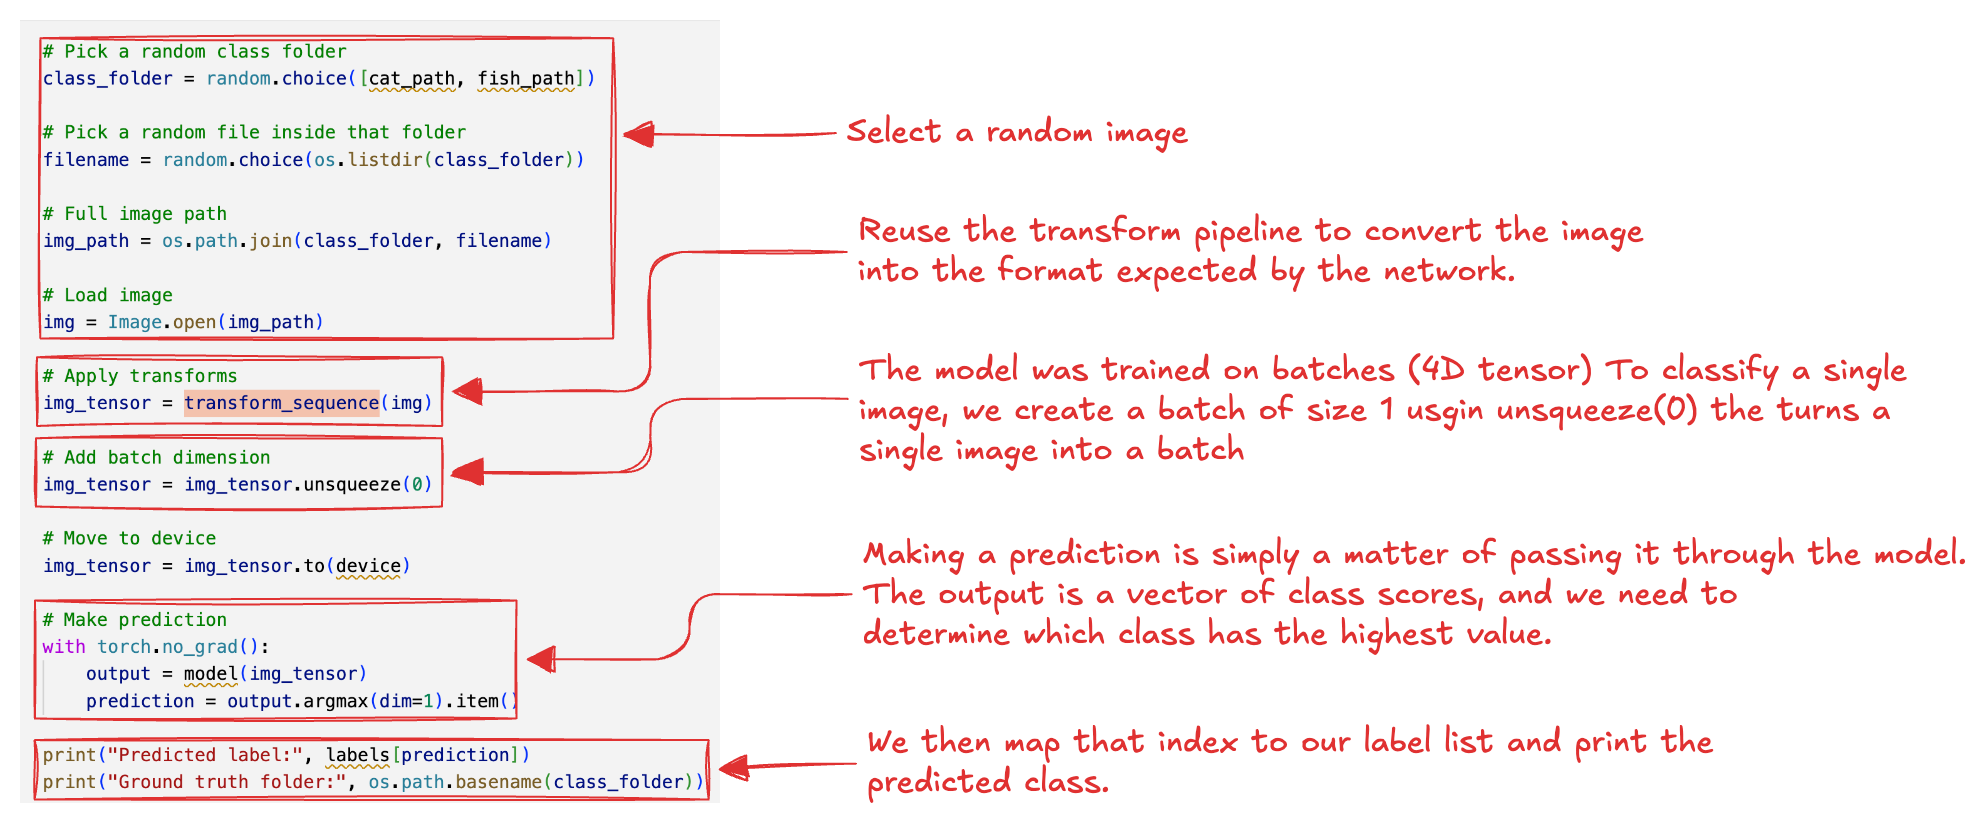 # Pick a random class folder
class_folder = random.choice([cat_path, fish_path])
# Pick a random file inside that folder
filename = random.choice(os.listdir(class_folder))
# Full image path
img_path = os.path.join(class_folder, filename)
# Load image
img = Image.open(img_path)
# Apply transforms
img_tensor = transform_sequence(img)
# Add batch dimension
img_tensor = img_tensor.unsqueeze(0)
# Move to device
img_tensor = img_tensor.to(device)
# Make prediction
with torch.no_grad():
    output = model(img_tensor)
    prediction = output.argmax(dim=1).item()
print("Predicted label:", labels[prediction])
print("Ground truth folder:", os.path.basename(class_folder))
Select a random image
Reuse the transform pipeline to convert the image
into the format expected by the network.
The model was trained on batches (4D tensor) To classify a single
image, we create a batch of size 1 usgin unsqueeze(0) the turns a
single image into a batch
Making a prediction is simply a matter of passing it through the model.
The output is a vector of class scores, and we need to
determine which class has the highest value.
We then map that index to our label list and print the
predicted class.